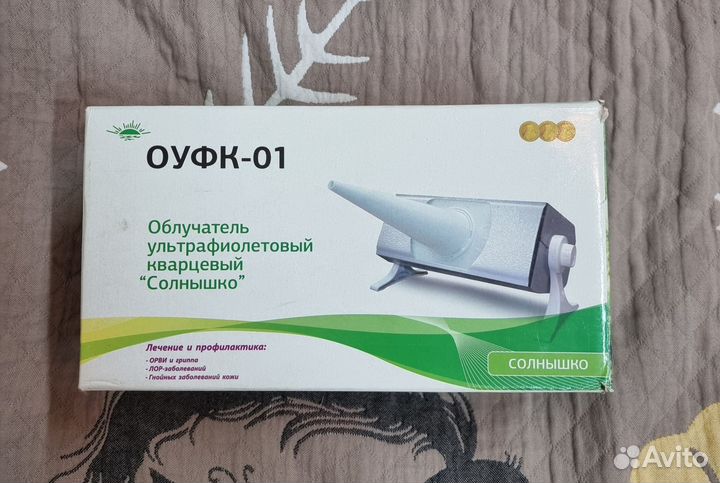 ОУФК-01
Облучатель
ультрафиолетовый
кварцевый
“Солнышко”
Лечение и профилактика:
- ОРВИ и гриппа
- ЛОР-заболеваний
- Гнойных заболеваний кожи
СОЛНЫШКО
Avito